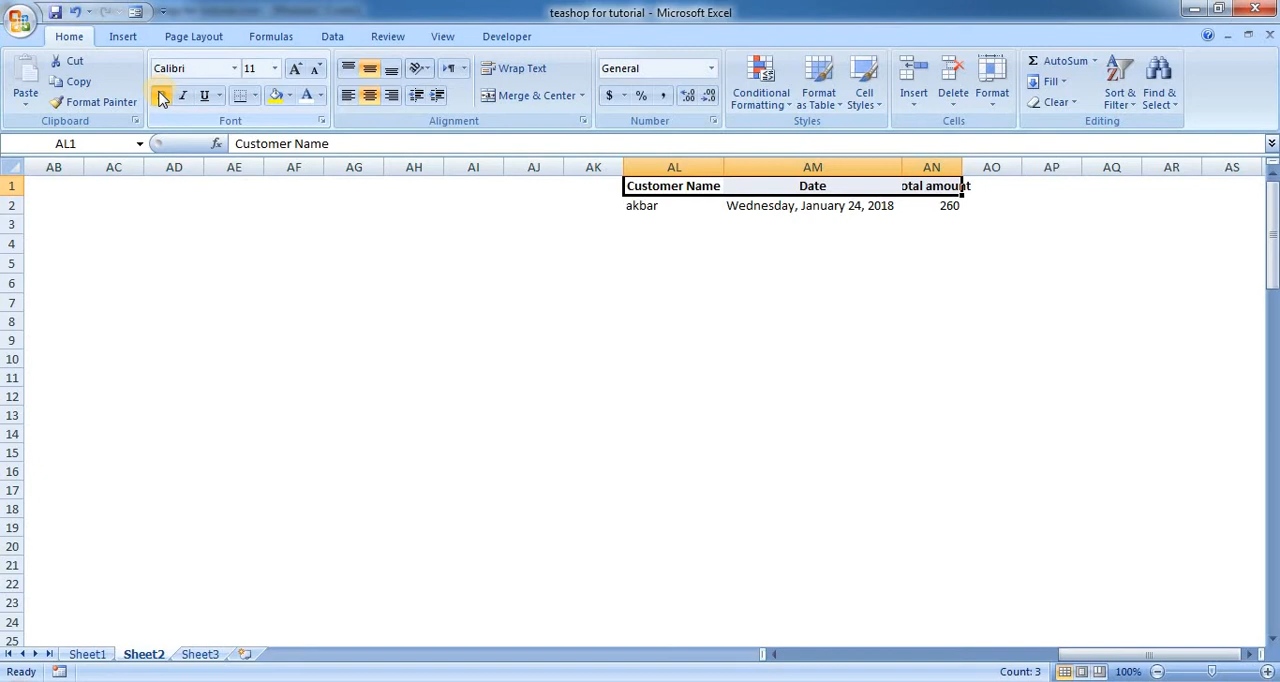 teashop for tutorial - Microsoft Excel
Home Insert Page Layout Formulas Data Review View Developer
Paste
Cut
Copy
Format Painter
Clipboard
Calibri 11
Font
Wrap Text
Merge & Center
Alignment
General
$ % ,
Number
Conditional Formatting
Format as Table
Cell Styles
Styles
Insert Delete Format
Cells
Σ AutoSum
Fill
Clear
Sort & Filter
Find & Select
Editing
AL1 fx Customer Name
AB AC AD AE AF AG AH AI AJ AK AL AM AN AO AP AQ AR AS
1 Customer Name Date otal amount
2 akbar Wednesday, January 24, 2018 260
3
4
5
6
7
8
9
10
11
12
13
14
15
16
17
18
19
20
21
22
23
24
25
Sheet1 Sheet2 Sheet3
Ready Count: 3 100%